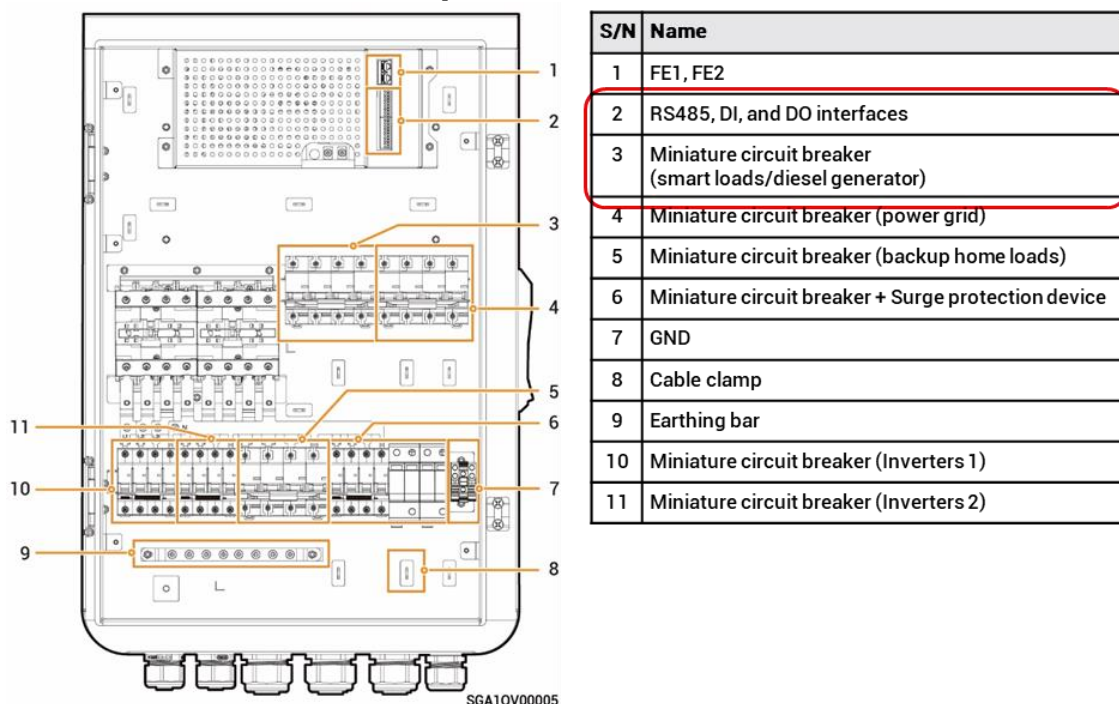 1
2
3
4
5
6
7
8
9
10
11
N
SGA1OV00005
S/N Name
1 FE1, FE2
2 RS485, DI, and DO interfaces
3 Miniature circuit breaker
(smart loads/diesel generator)
4 Miniature circuit breaker (power grid)
5 Miniature circuit breaker (backup home loads)
6 Miniature circuit breaker + Surge protection device
7 GND
8 Cable clamp
9 Earthing bar
10 Miniature circuit breaker (Inverters 1)
11 Miniature circuit breaker (Inverters 2)